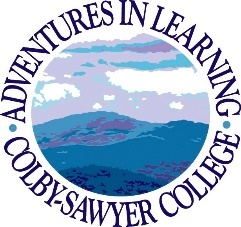 ADVENTURES IN LEARNING
COLBY-SAWYER COLLEGE